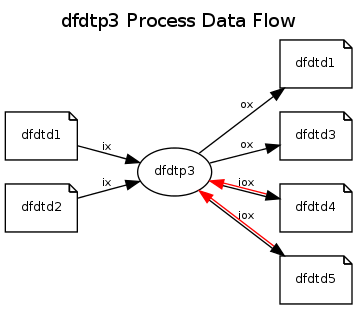 dfdtp3 Process Data Flow
dfdtd1
ox
dfdtd1
ix
ox
dfdtd3
dfdtp3
dfdtd2
ix
iox
dfdtd4
iox
dfdtd5